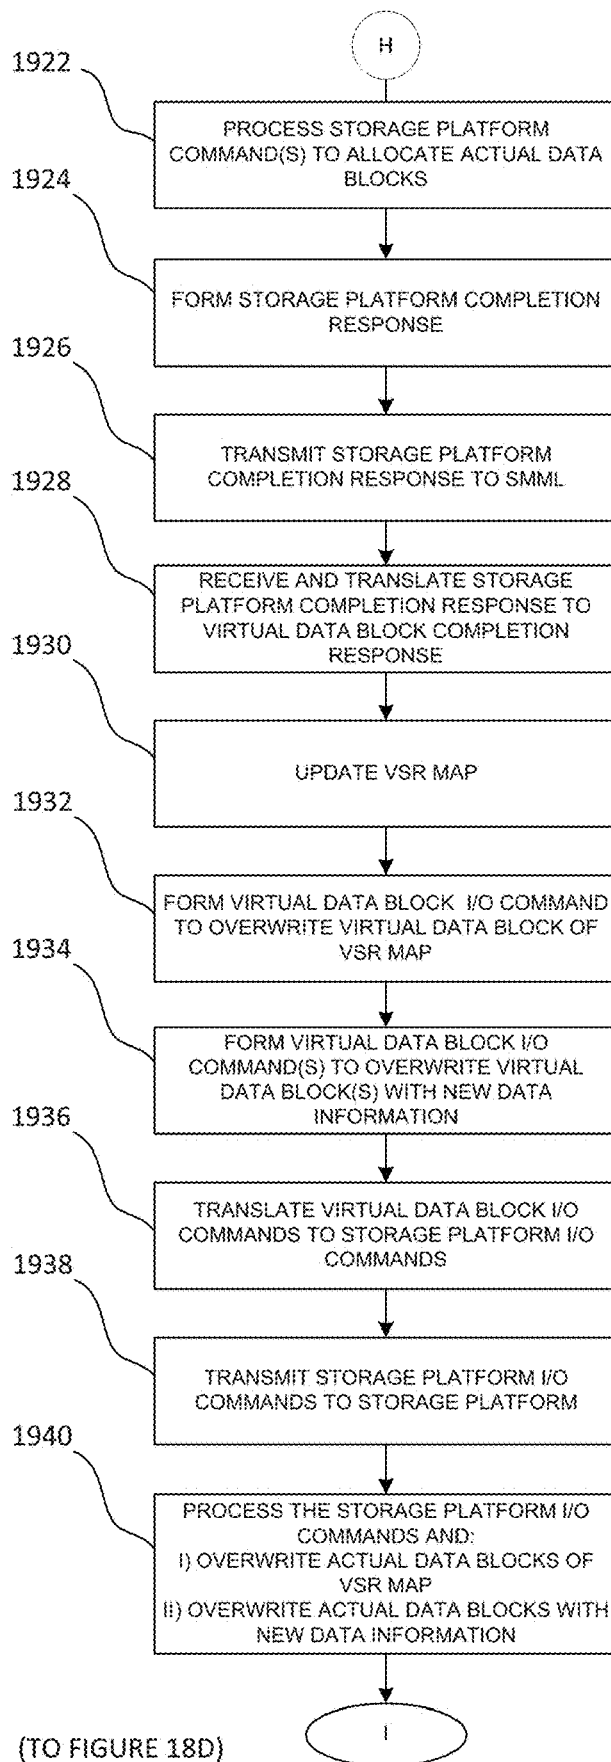 H
1922
PROCESS STORAGE PLATFORM
COMMAND(S) TO ALLOCATE ACTUAL DATA
BLOCKS
1924
FORM STORAGE PLATFORM COMPLETION
RESPONSE
1926
TRANSMIT STORAGE PLATFORM
COMPLETION RESPONSE TO SMML
1928
RECEIVE AND TRANSLATE STORAGE
PLATFORM COMPLETION RESPONSE TO
VIRTUAL DATA BLOCK COMPLETION
RESPONSE
1930
UPDATE VSR MAP
1932
FORM VIRTUAL DATA BLOCK I/O COMMAND
TO OVERWRITE VIRTUAL DATA BLOCK OF
VSR MAP
1934
FORM VIRTUAL DATA BLOCK I/O
COMMAND(S) TO OVERWRITE VIRTUAL
DATA BLOCK(S) WITH NEW DATA
INFORMATION
1936
TRANSLATE VIRTUAL DATA BLOCK I/O
COMMANDS TO STORAGE PLATFORM I/O
COMMANDS
1938
TRANSMIT STORAGE PLATFORM I/O
COMMANDS TO STORAGE PLATFORM
1940
PROCESS THE STORAGE PLATFORM I/O
COMMANDS AND:
I) OVERWRITE ACTUAL DATA BLOCKS OF
VSR MAP
II) OVERWRITE ACTUAL DATA BLOCKS WITH
NEW DATA INFORMATION
I
(TO FIGURE 18D)